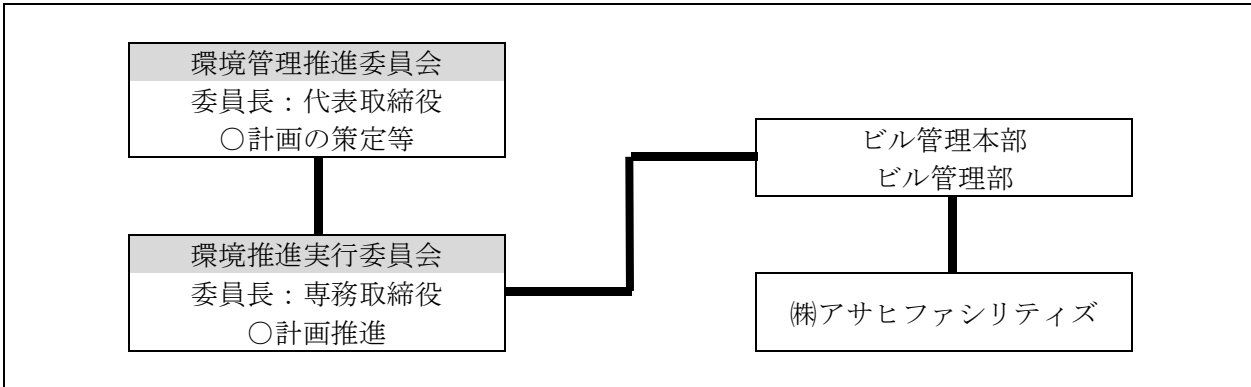 環境管理推進委員会
委員長：代表取締役
〇計画の策定等
環境推進実行委員会
委員長：専務取締役
〇計画推進
ビル管理本部
ビル管理部
㈱アサヒファシリティズ